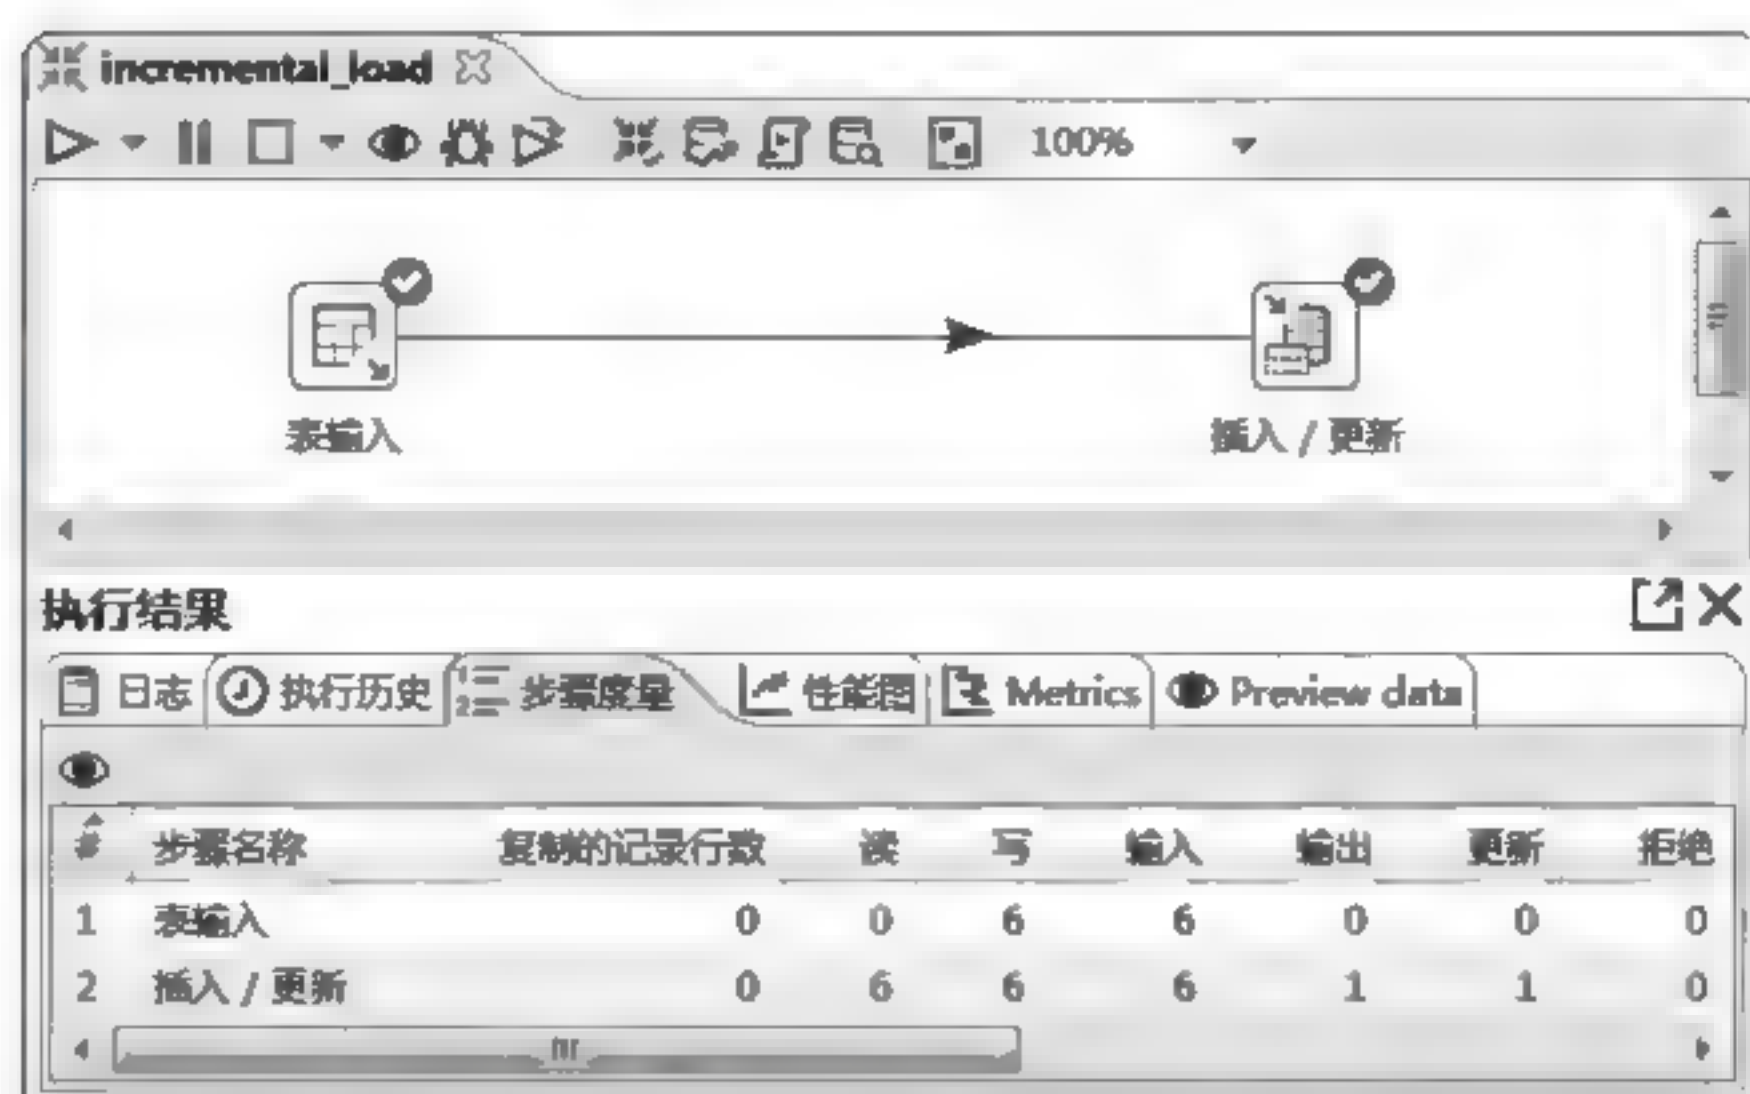 incremental_load
100%
表输入
插入 / 更新
执行结果
日志 执行历史 步骤度量 性能图 Metrics Preview data
# 步骤名称 复制的记录行数 读 写 输入 输出 更新 拒绝
1 表输入 0 0 6 6 0 0 0
2 插入 / 更新 0 6 6 6 1 1 0